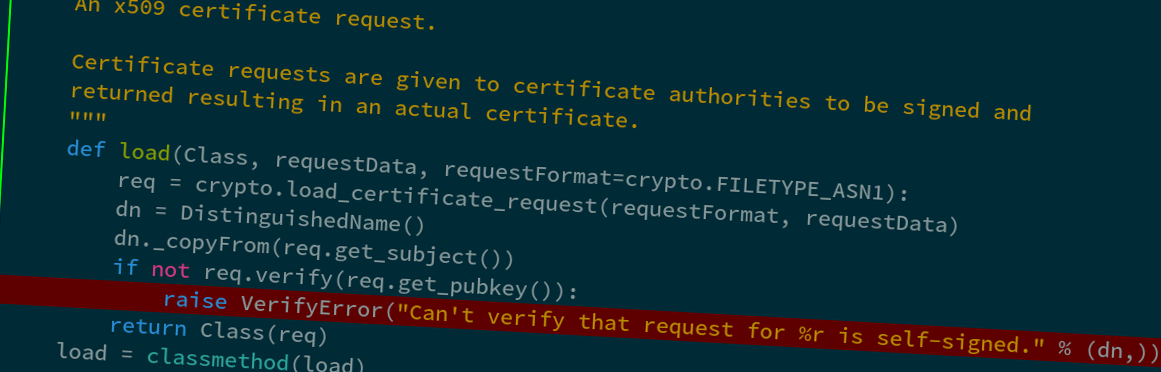 An x509 certificate request.
Certificate requests are given to certificate authorities to be signed and
returned resulting in an actual certificate.
"""
def load(Class, requestData, requestFormat=crypto.FILETYPE_ASN1):
req = crypto.load_certificate_request(requestFormat, requestData)
dn = DistinguishedName()
dn._copyFrom(req.get_subject())
if not req.verify(req.get_pubkey()):
raise VerifyError("Can't verify that request for %r is self-signed." % (dn,))
return Class(req)
load = classmethod(load)